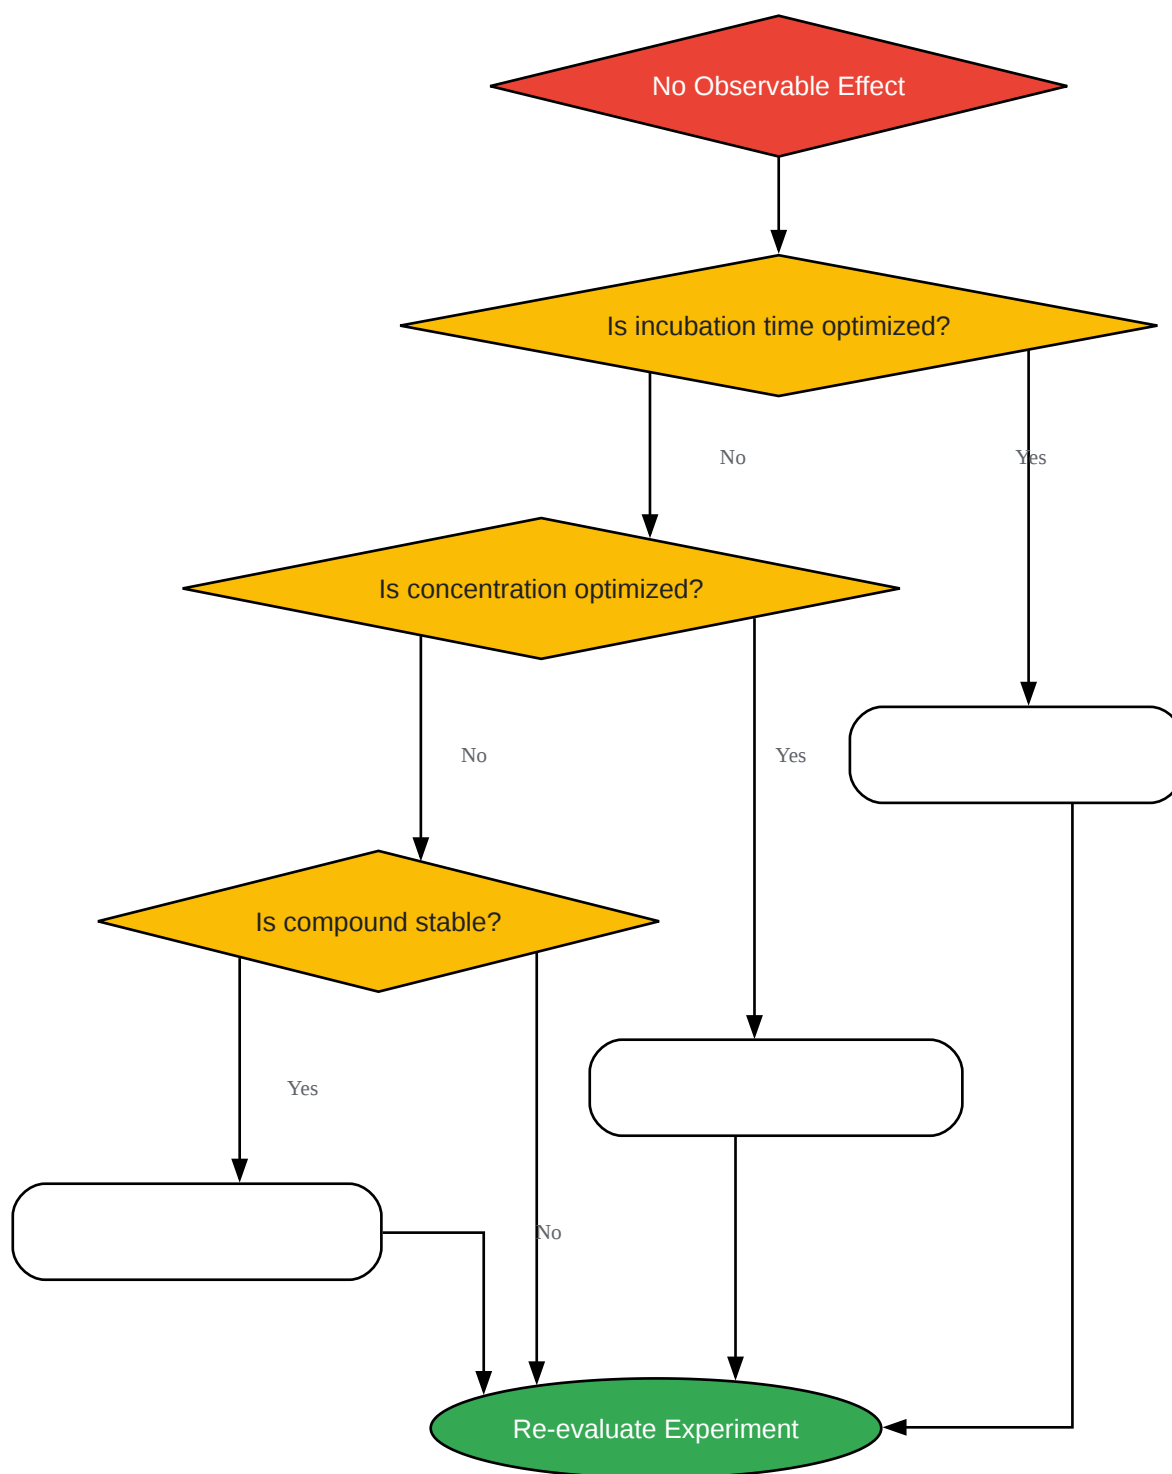 No Observable Effect
Is incubation time optimized?
No
Yes
Is concentration optimized?
No
Yes
Is compound stable?
Yes
No
Re-evaluate Experiment